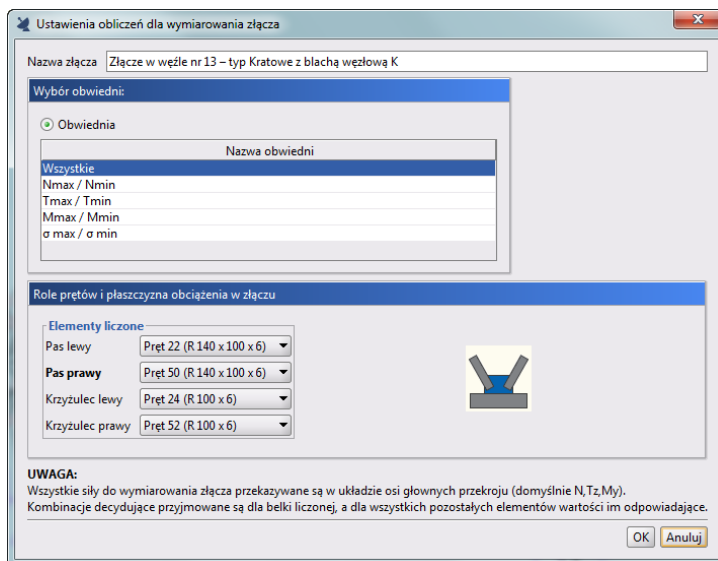 Ustawienia obliczeń dla wymiarowania złącza
Nazwa złącza Złącze w węźle nr 13 – typ Kratowe z blachą węzłową K
Wybór obwiedni:
Obwiednia
Nazwa obwiedni
Wszystkie
Nmax / Nmin
Tmax / Tmin
Mmax / Mmin
σ max / σ min
Role prętów i płaszczyzna obciążenia w złączu
Elementy liczone
Pas lewy Pręt 22 (R 140 x 100 x 6)
Pas prawy Pręt 50 (R 140 x 100 x 6)
Krzyżulec lewy Pręt 24 (R 100 x 6)
Krzyżulec prawy Pręt 52 (R 100 x 6)
UWAGA:
Wszystkie siły do wymiarowania złącza przekazywane są w układzie osi głownych przekroju (domyślnie N,Tz,My).
Kombinacje decydujące przyjmowane są dla belki liczonej, a dla wszystkich pozostałych elementów wartości im odpowiadające.
OK Anuluj